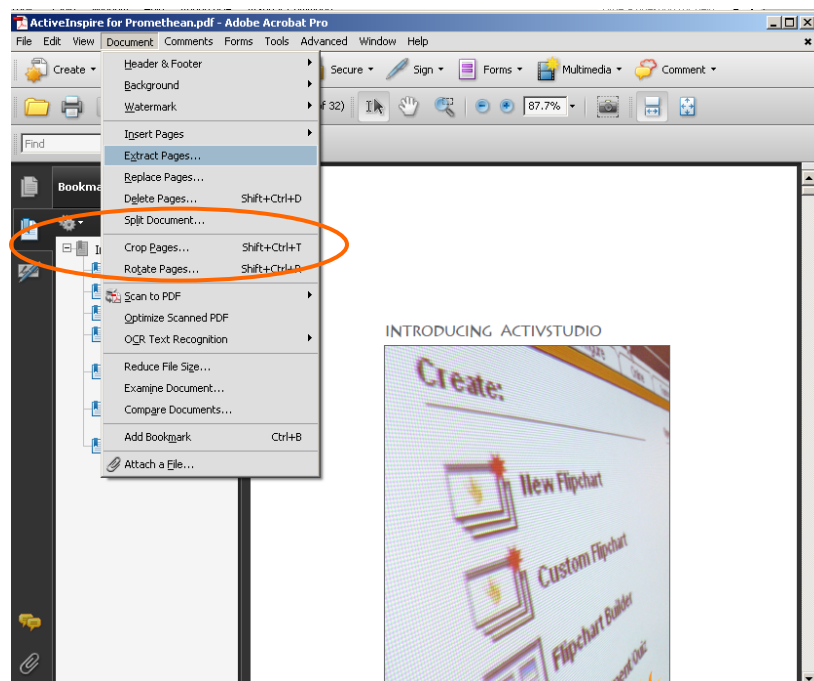 ActiveInspire for Promethean.pdf - Adobe Acrobat Pro
File Edit View Document Comments Forms Tools Advanced Window Help
Create Secure Sign Forms Multimedia Comment
f 32) 87.7%
Find
Bookma
Header & Footer
Background
Watermark
Insert Pages
Extract Pages...
Replace Pages...
Delete Pages... Shift+Ctrl+D
Split Document...
Crop Pages... Shift+Ctrl+T
Rotate Pages... Shift+Ctrl+R
Scan to PDF
Optimize Scanned PDF
OCR Text Recognition
Reduce File Size...
Examine Document...
Compare Documents...
Add Bookmark Ctrl+B
Attach a File...
INTRODUCING ACTIVSTUDIO
Create:
New Flipchart
Custom Flipchart
Flipchart Builder